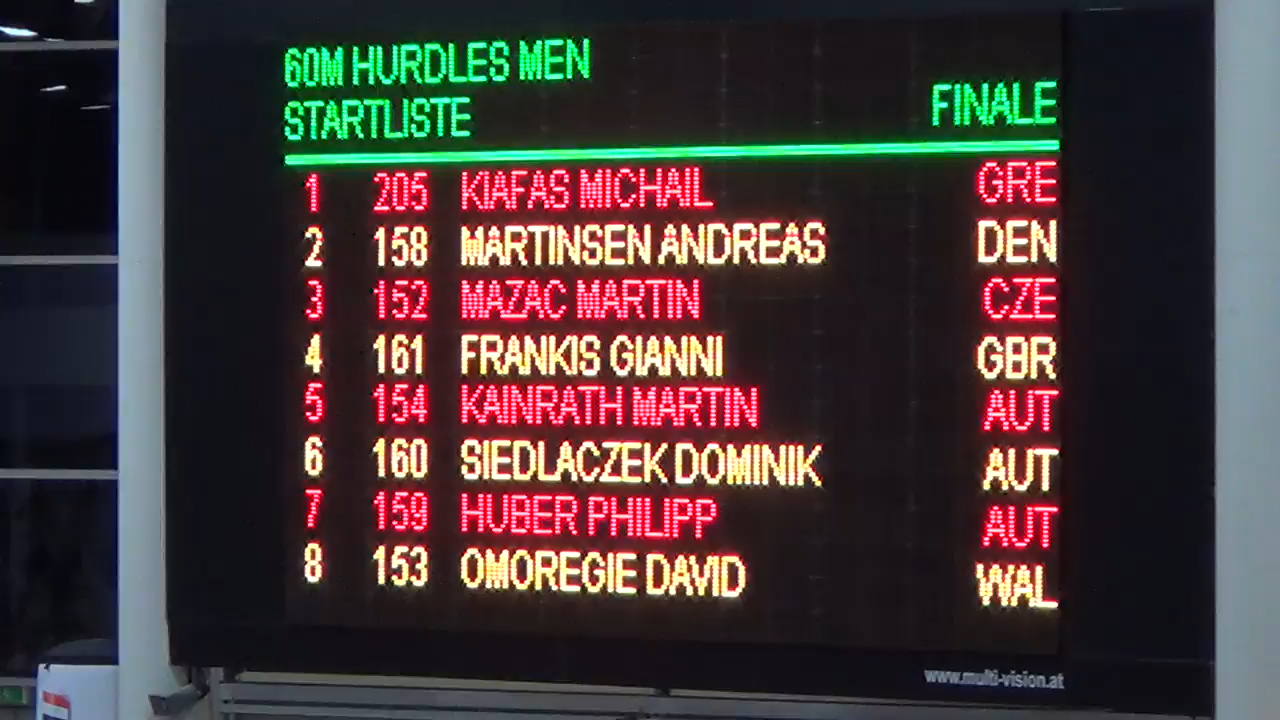 60M HURDLES MEN
STARTLISTE FINALE
1 205 KIAFAS MICHAIL GRE
2 158 MARTINSEN ANDREAS DEN
3 152 MAZAC MARTIN CZE
4 161 FRANKIS GIANNI GBR
5 154 KAINRATH MARTIN AUT
6 160 SIEDLACZEK DOMINIK AUT
7 159 HUBER PHILIPP AUT
8 153 OMOREGIE DAVID WAL
www.multi-vision.at